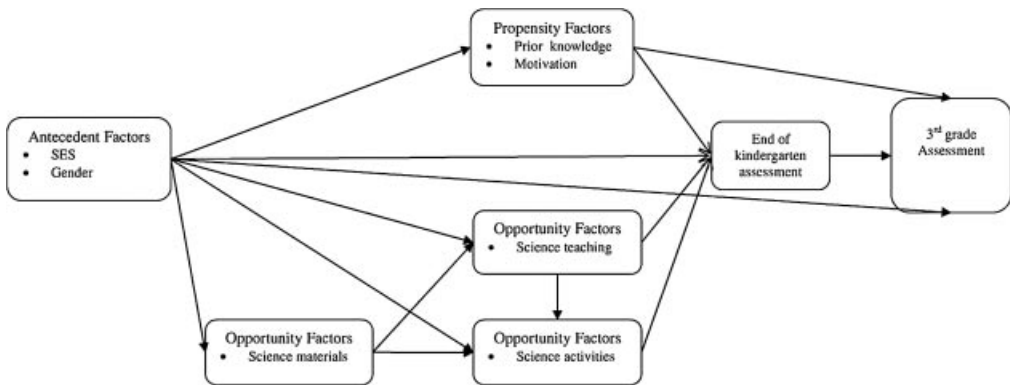 Propensity Factors
• Prior knowledge
• Motivation
Antecedent Factors
• SES
• Gender
End of
kindergarten
assessment
3rd grade
Assessment
Opportunity Factors
• Science teaching
Opportunity Factors
• Science materials
Opportunity Factors
• Science activities